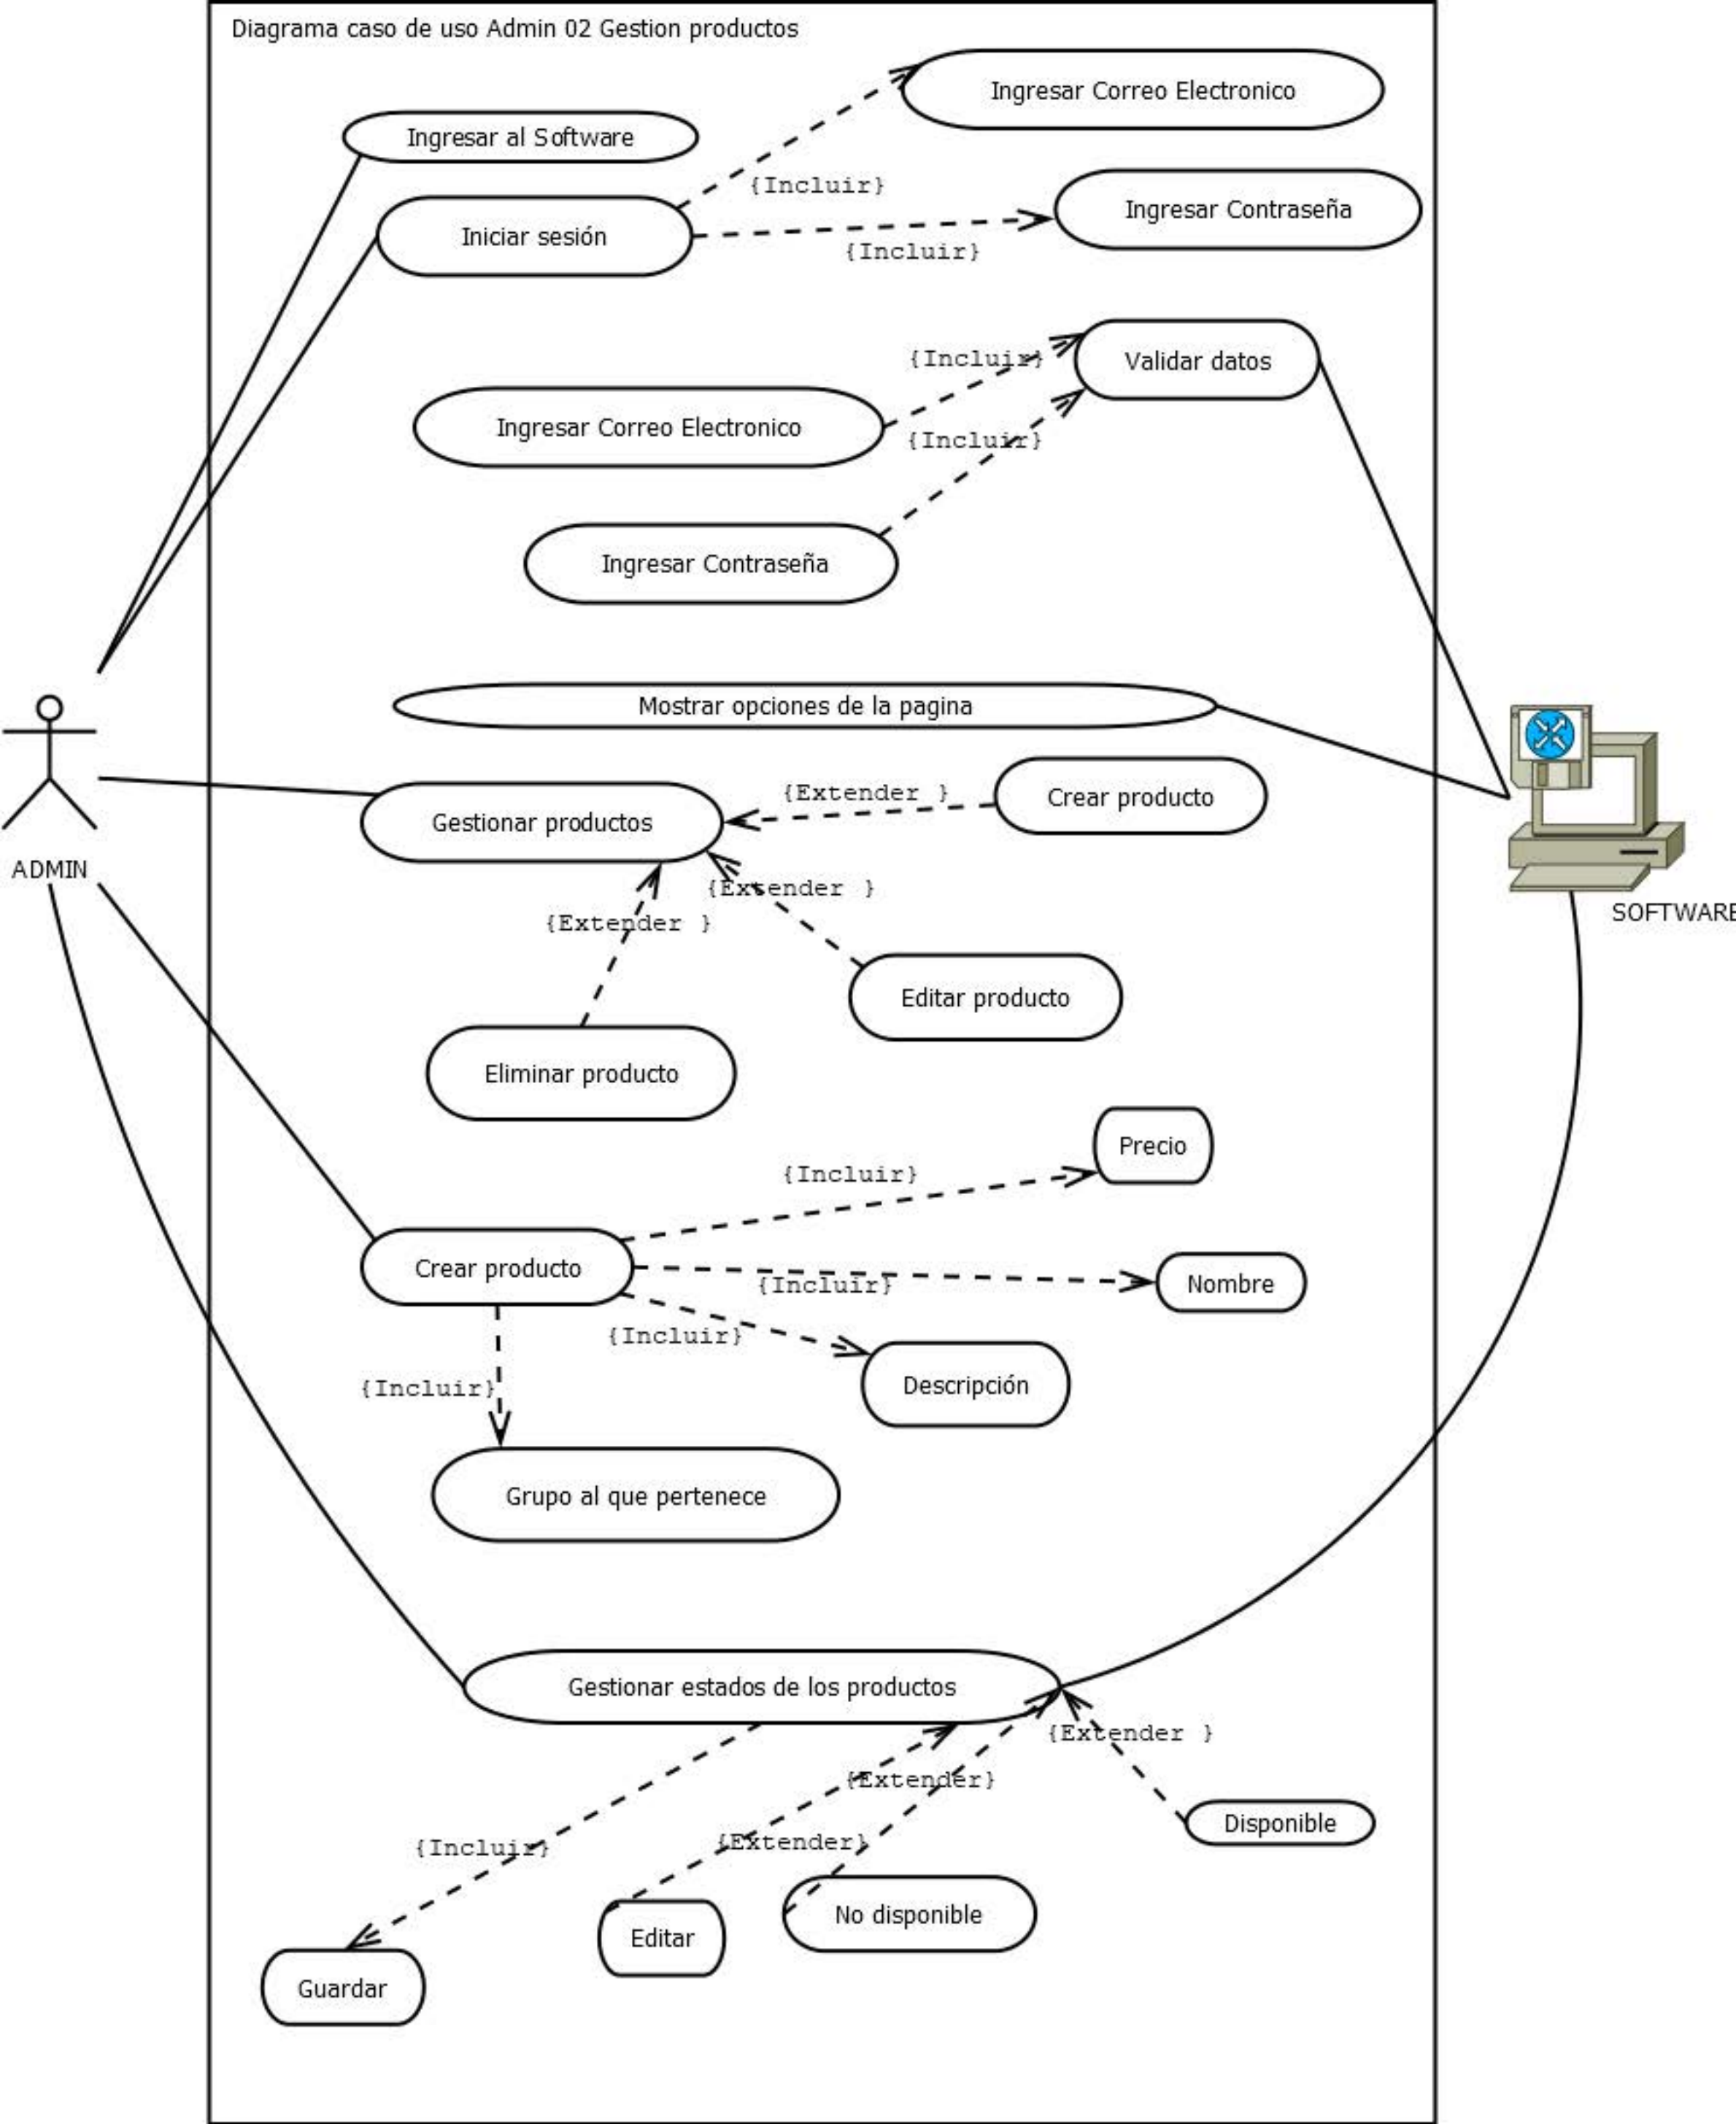 Diagrama caso de uso Admin 02 Gestion productos
Ingresar Correo Electronico
Ingresar al Software
{Incluir}
Ingresar Contraseña
Iniciar sesión
{Incluir}
{Incluir}
Validar datos
Ingresar Correo Electronico
{Incluir}
Ingresar Contraseña
Mostrar opciones de la pagina
{Extender }
Crear producto
Gestionar productos
ADMIN
{Extender }
SOFTWARE
{Extender }
Editar producto
Eliminar producto
Precio
{Incluir}
Crear producto
{Incluir}
Nombre
{Incluir}
Descripción
{Incluir}
Grupo al que pertenece
Gestionar estados de los productos
{Extender }
{Extender}
Disponible
{Extender}
{Incluir}
No disponible
Editar
Guardar